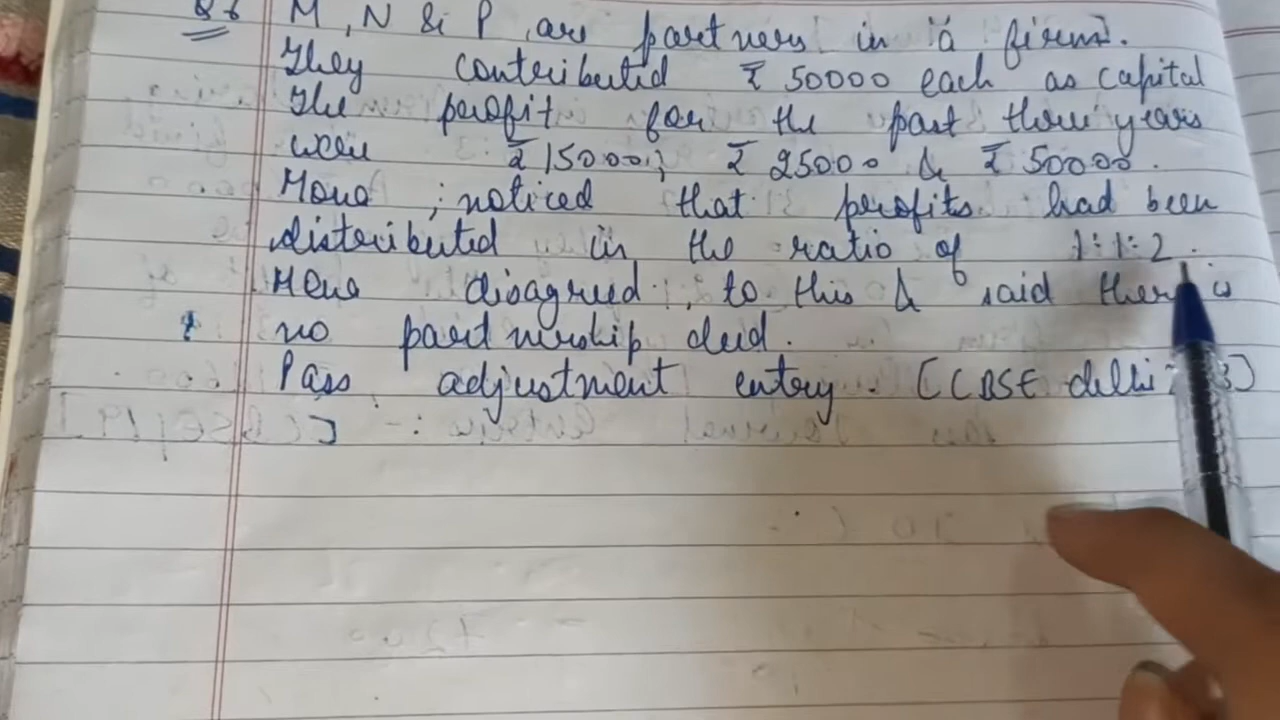 Q6 M, N & P are partners in a firm.
They contributed ₹ 50000 each as capital
The profit for the past three years
were ₹ 15000; ₹ 25000 & ₹ 50000.
noticed that profits had been
distributed in the ratio of 1:1:2.
disagreed to this & said there is
no partnership deed.
Pass adjustment entry. [CBSE delhi